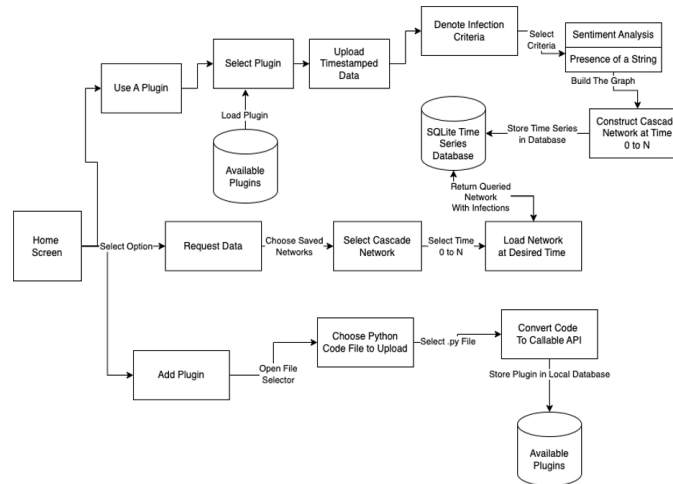 Denote Infection
Criteria
Select
Criteria
Sentiment Analysis
Presence of a String
Use A Plugin
Select Plugin
Upload
Timestamped
Data
Build The Graph
Load Plugin
Available
Plugins
SQLite Time
Series
Database
Store Time Series
in Database
Construct Cascade
Network at Time
0 to N
Return Queried
Network
With Infections
Home
Screen
Select Option
Request Data
Choose Saved
Networks
Select Cascade
Network
Select Time
0 to N
Load Network
at Desired Time
Add Plugin
Open File
Selector
Choose Python
Code File to Upload
Select .py File
Convert Code
To Callable API
Store Plugin in Local Database
Available
Plugins